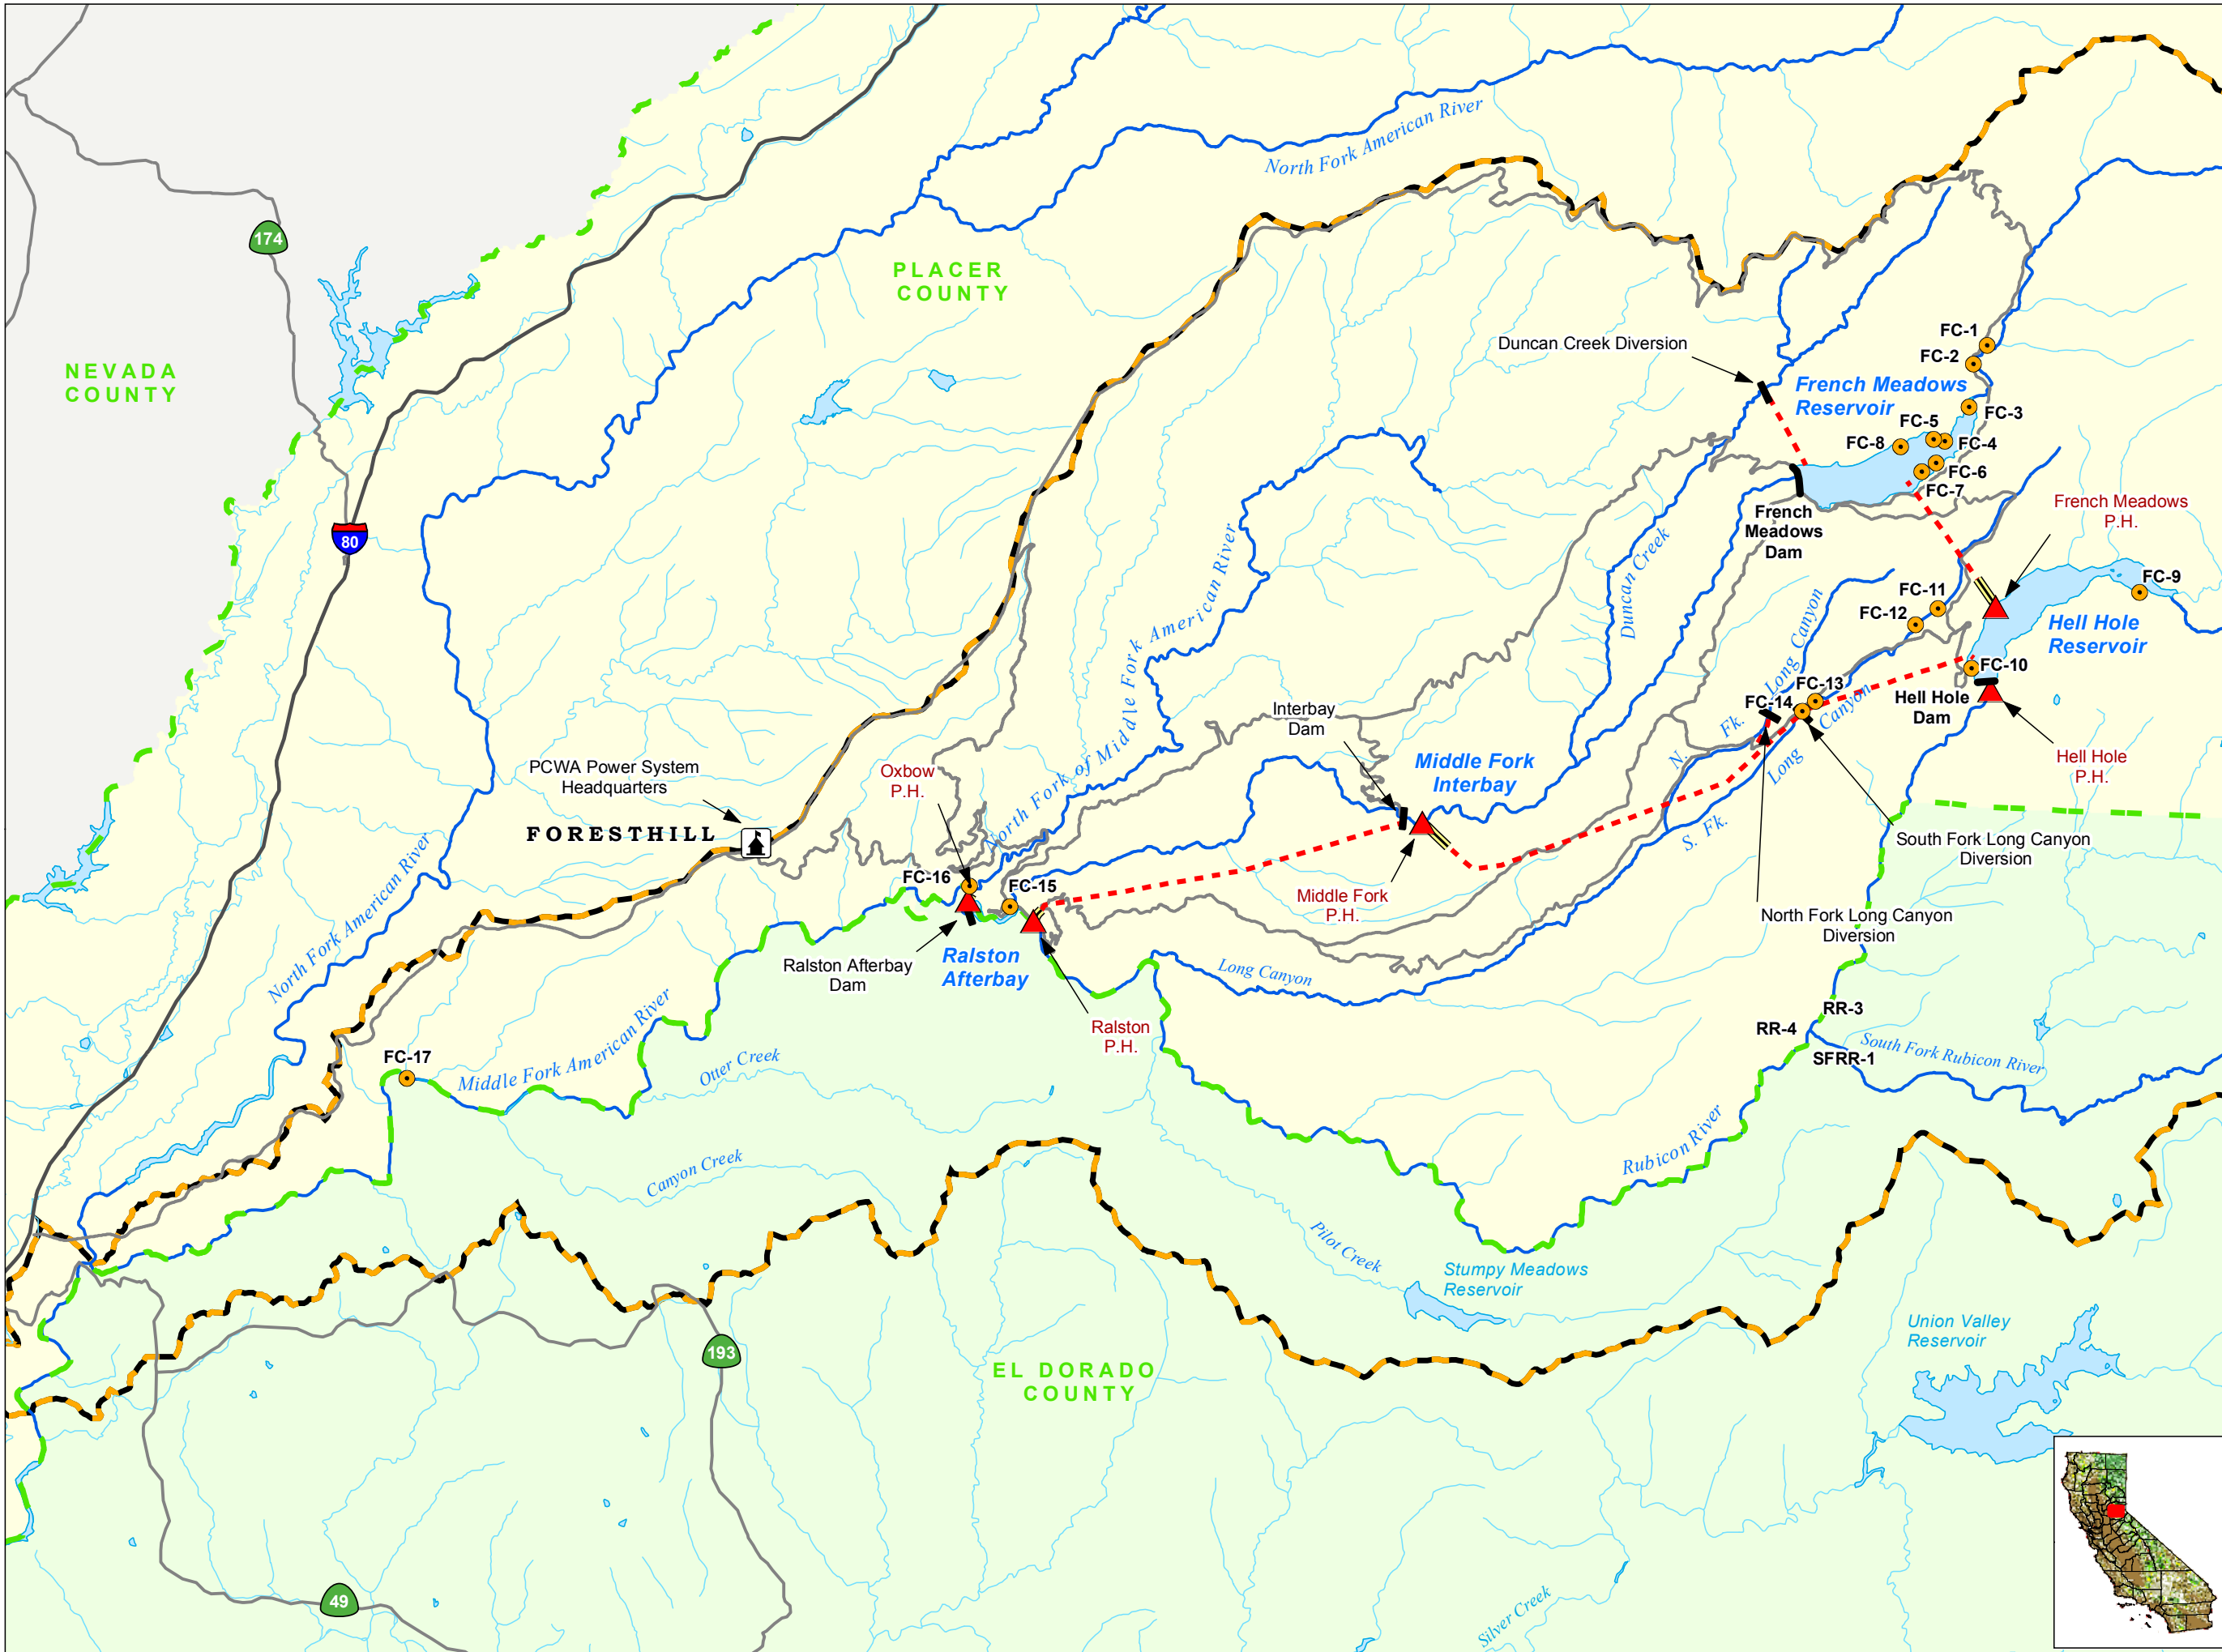 North Fork American River
174
PLACER
COUNTY
NEVADA
COUNTY
Duncan Creek Diversion
FC-1
FC-2
French Meadows
Reservoir
FC-3
FC-5
FC-8
FC-4
FC-6
FC-7
French
Meadows
Dam
French Meadows
P.H.
80
North Fork of Middle Fork American River
Duncan Creek
FC-9
FC-11
FC-12
Hell Hole
Reservoir
N. Fk. Long Canyon
FC-10
FC-13
FC-14
Hell Hole
Dam
Hell Hole
P.H.
S. Fk. Long Canyon
Interbay
Dam
Middle Fork
Interbay
PCWA Power System
Headquarters
Oxbow
P.H.
FORESTHILL
South Fork Long Canyon
Diversion
FC-16
FC-15
Middle Fork
P.H.
North Fork Long Canyon
Diversion
North Fork American River
Ralston Afterbay
Dam
Ralston
Afterbay
Long Canyon
Ralston
P.H.
RR-3
RR-4
SFRR-1
South Fork Rubicon River
FC-17
Middle Fork American River
Otter Creek
Canyon Creek
Rubicon River
Pilot Creek
Stumpy Meadows
Reservoir
Union Valley
Reservoir
193
EL DORADO
COUNTY
49
Silver Creek